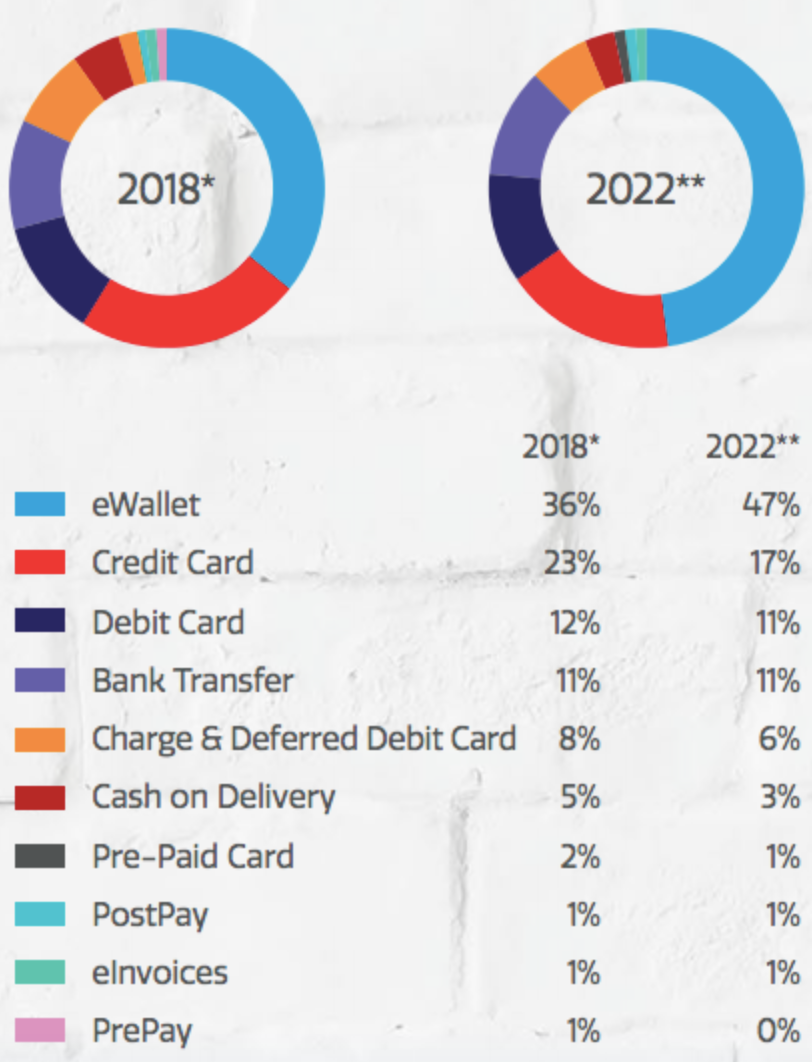 2018* 2022**
2018* 2022**
eWallet 36% 47%
Credit Card 23% 17%
Debit Card 12% 11%
Bank Transfer 11% 11%
Charge & Deferred Debit Card 8% 6%
Cash on Delivery 5% 3%
Pre-Paid Card 2% 1%
PostPay 1% 1%
eInvoices 1% 1%
PrePay 1% 0%